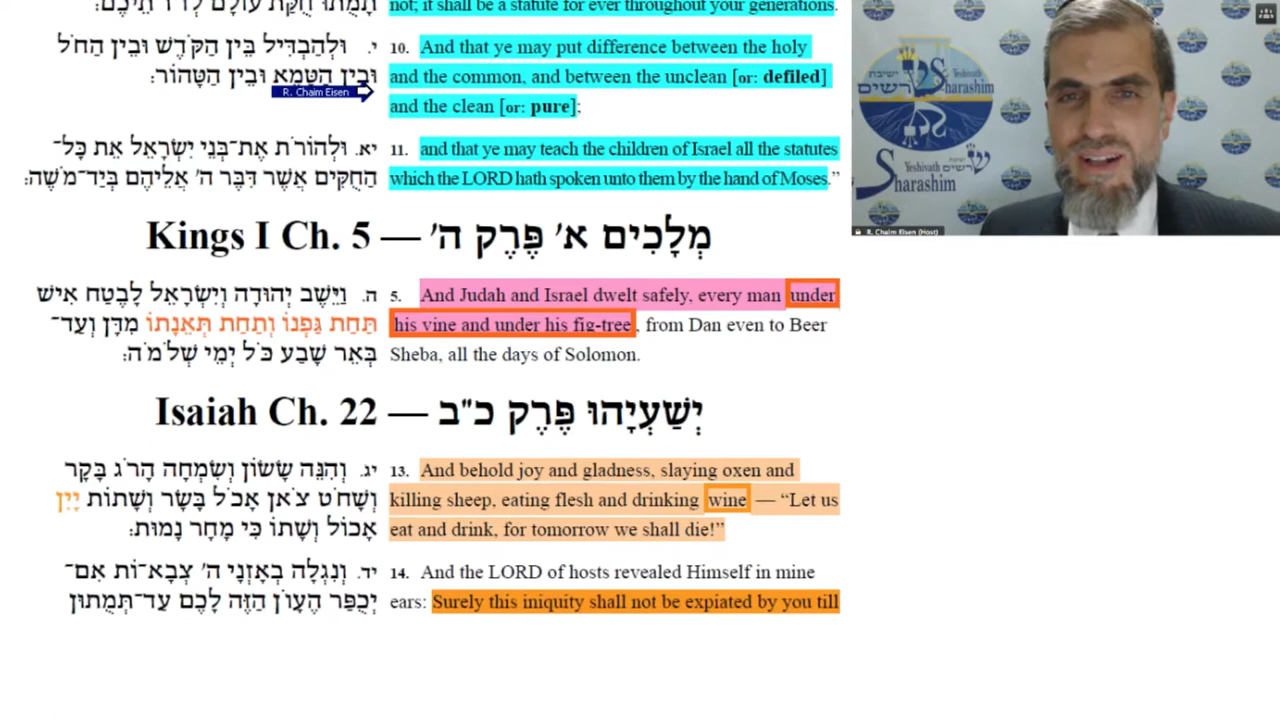 תָּמֻתוּ חֻקַּת עוֹלָם לְדֹרֹתֵיכֶם: not; it shall be a statute for ever throughout your generations.
י. וּלְהַבְדִּיל בֵּין הַקֹּדֶשׁ וּבֵין הַחֹל 10. And that ye may put difference between the holy
וּבֵין הַטָּמֵא וּבֵין הַטָּהוֹר: and the common, and between the unclean [or: defiled]
R. Chaim Eisen
and the clean [or: pure];
יא. וּלְהוֹרֹת אֶת־בְּנֵי יִשְׂרָאֵל אֵת כָּל־ 11. and that ye may teach the children of Israel all the statutes
הַחֻקִּים אֲשֶׁר דִּבֶּר ה׳ אֲלֵיהֶם בְּיַד־מֹשֶׁה: which the LORD hath spoken unto them by the hand of Moses.”
Kings I Ch. 5 — מְלָכִים א׳ פֶּרֶק ה׳
ה. וַיֵּשֶׁב יְהוּדָה וְיִשְׂרָאֵל לָבֶטַח אִישׁ 5. And Judah and Israel dwelt safely, every man under
תַּחַת גַּפְנוֹ וְתַחַת תְּאֵנָתוֹ מִדָּן וְעַד־ his vine and under his fig-tree, from Dan even to Beer
בְּאֵר שָׁבַע כֹּל יְמֵי שְׁלֹמֹה: Sheba, all the days of Solomon.
Isaiah Ch. 22 — יְשַׁעְיָהוּ פֶּרֶק כ״ב
יג. וְהִנֵּה שָׂשׂוֹן וְשִׂמְחָה הָרֹג בָּקָר 13. And behold joy and gladness, slaying oxen and
וְשָׁחֹט צֹאן אָכֹל בָּשָׂר וְשָׁתוֹת יָיִן killing sheep, eating flesh and drinking wine — “Let us
אָכוֹל וְשָׁתוֹ כִּי מָחָר נָמוּת: eat and drink, for tomorrow we shall die!”
יד. וְנִגְלָה בְאָזְנָי ה׳ צְבָא־וֹת אִם־ 14. And the LORD of hosts revealed Himself in mine
יְכֻפַּר הֶעָוֹן הַזֶּה לָכֶם עַד־תְּמֻתוּן ears: Surely this iniquity shall not be expiated by you till
ישיבת שרשים
Yeshivath Sharashim
Yeshivath ישיבת שרשים
Sharashim
R. Chaim Eisen (Host)